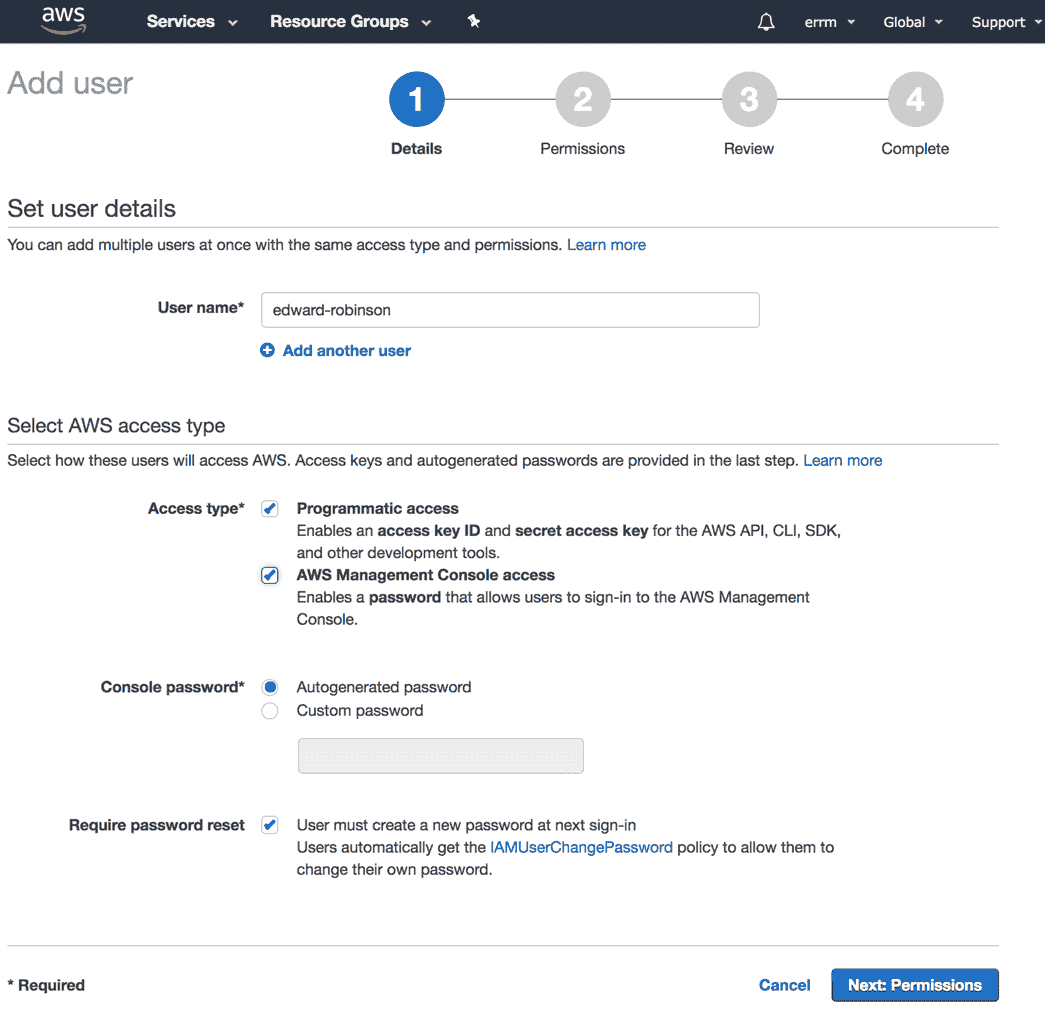 aws Services Resource Groups errm Global Support
Add user
1 2 3 4
Details Permissions Review Complete
Set user details
You can add multiple users at once with the same access type and permissions. Learn more
User name* edward-robinson
Add another user
Select AWS access type
Select how these users will access AWS. Access keys and autogenerated passwords are provided in the last step. Learn more
Access type* Programmatic access
Enables an access key ID and secret access key for the AWS API, CLI, SDK,
and other development tools.
AWS Management Console access
Enables a password that allows users to sign-in to the AWS Management
Console.
Console password* Autogenerated password
Custom password
Require password reset User must create a new password at next sign-in
Users automatically get the IAMUserChangePassword policy to allow them to
change their own password.
* Required Cancel Next: Permissions